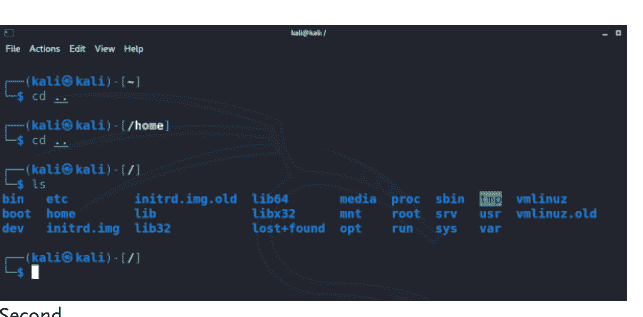 kali@kali: /
File Actions Edit View Help
┌──(kali㉿kali)-[~]
└─$ cd ..
┌──(kali㉿kali)-[/home]
└─$ cd ..
┌──(kali㉿kali)-[/]
└─$ ls
bin etc initrd.img.old lib64 media proc sbin tmp vmlinuz
boot home lib libx32 mnt root srv usr vmlinuz.old
dev initrd.img lib32 lost+found opt run sys var
┌──(kali㉿kali)-[/]
└─$
Second